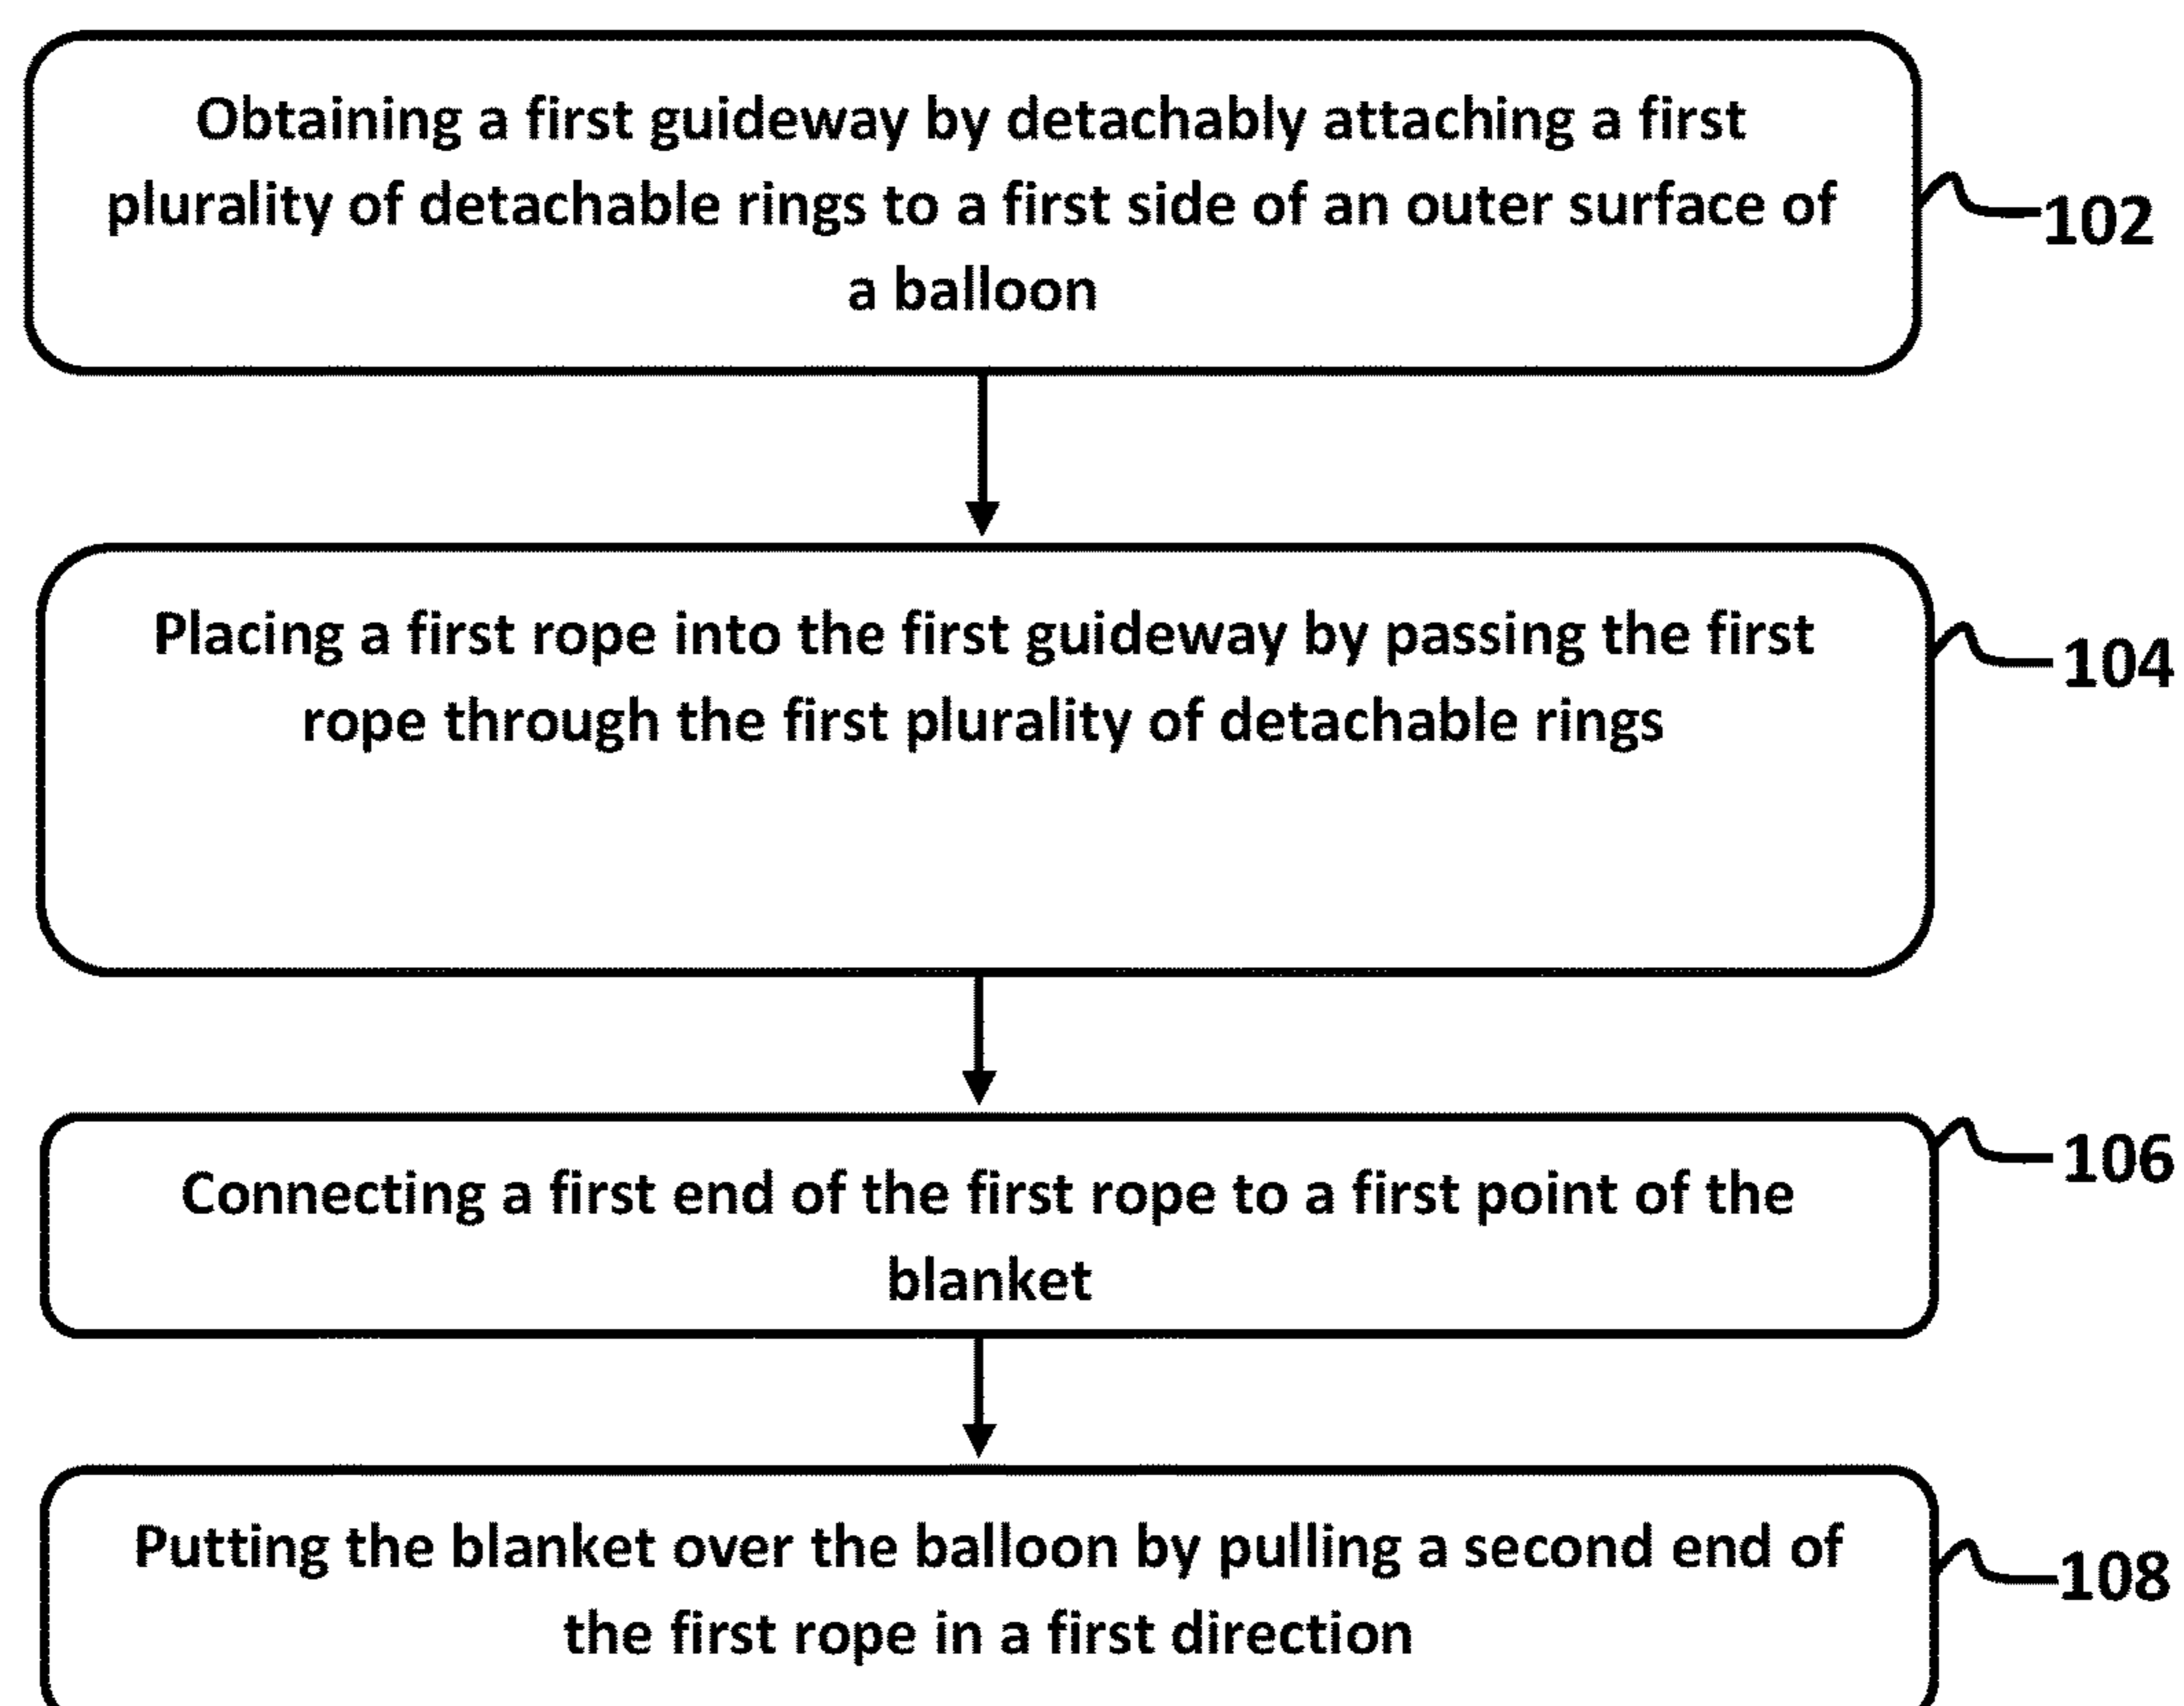 Obtaining a first guideway by detachably attaching a first
plurality of detachable rings to a first side of an outer surface of
a balloon
102
Placing a first rope into the first guideway by passing the first
rope through the first plurality of detachable rings
104
Connecting a first end of the first rope to a first point of the
blanket
106
Putting the blanket over the balloon by pulling a second end of
the first rope in a first direction
108